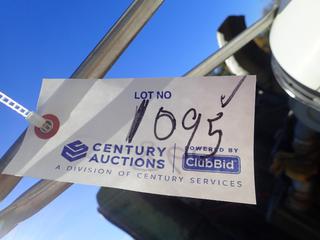 LOT NO
1095
CENTURY
AUCTIONS
POWERED BY
ClubBid
A DIVISION OF CENTURY SERVICES